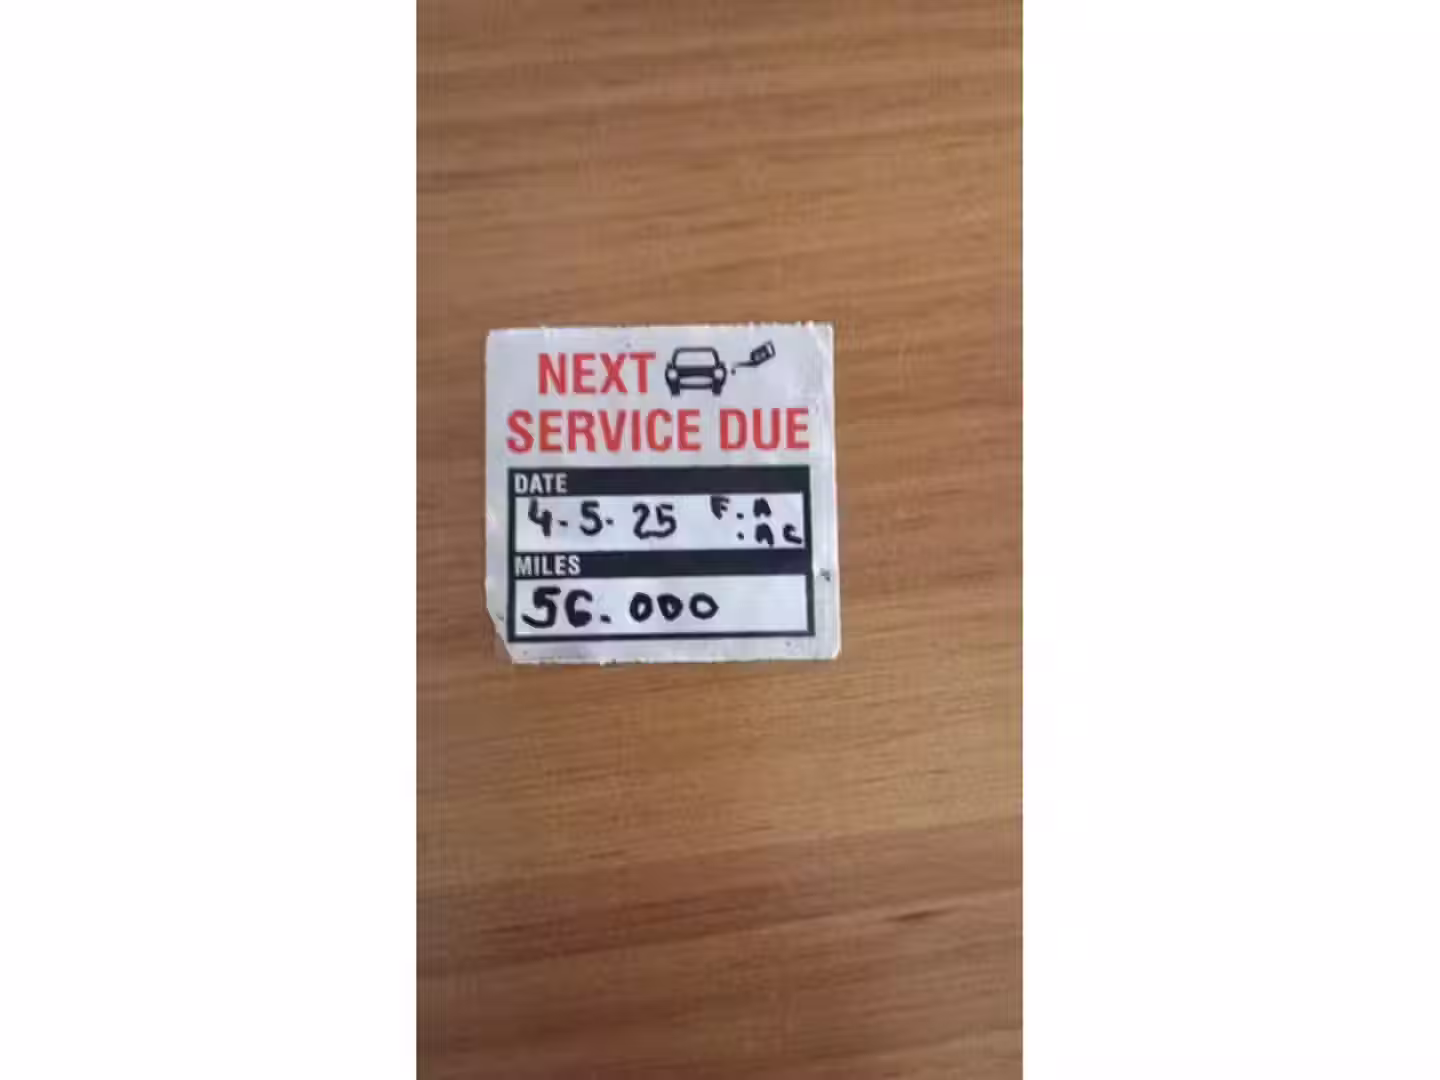 NEXT
SERVICE DUE
DATE
4.5.25 F.A
.AC
MILES
56.000